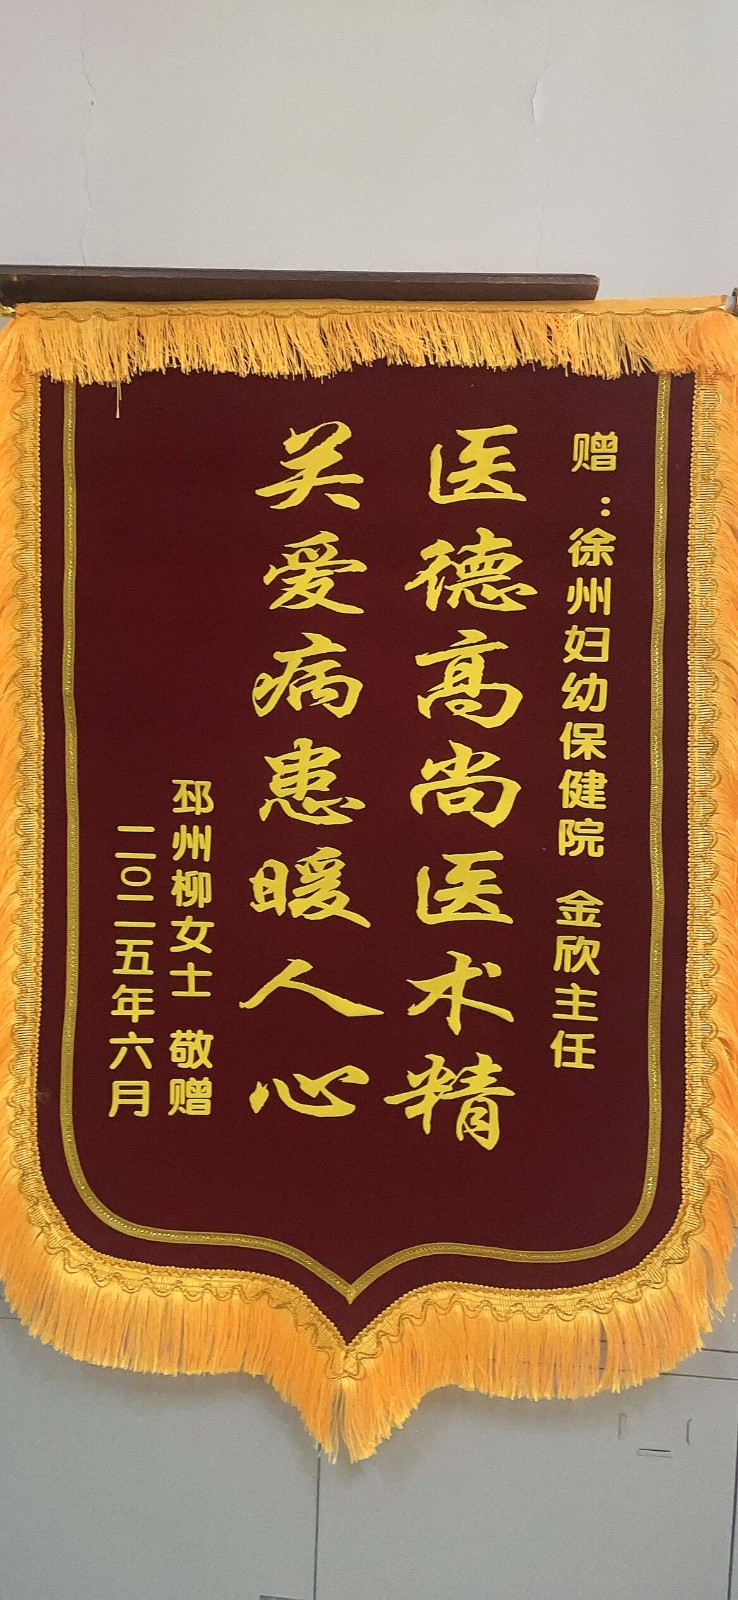 赠：徐州妇幼保健院 金欣主任
医德高尚医术精
关爱病患暖人心
邳州柳女士 敬赠
二〇二五年六月